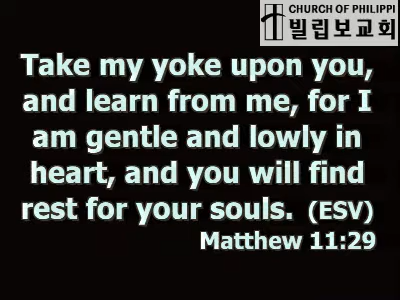 CHURCH OF PHILIPPI
빌립보교회
Take my yoke upon you,
and learn from me, for I
am gentle and lowly in
heart, and you will find
rest for your souls. (ESV)
Matthew 11:29